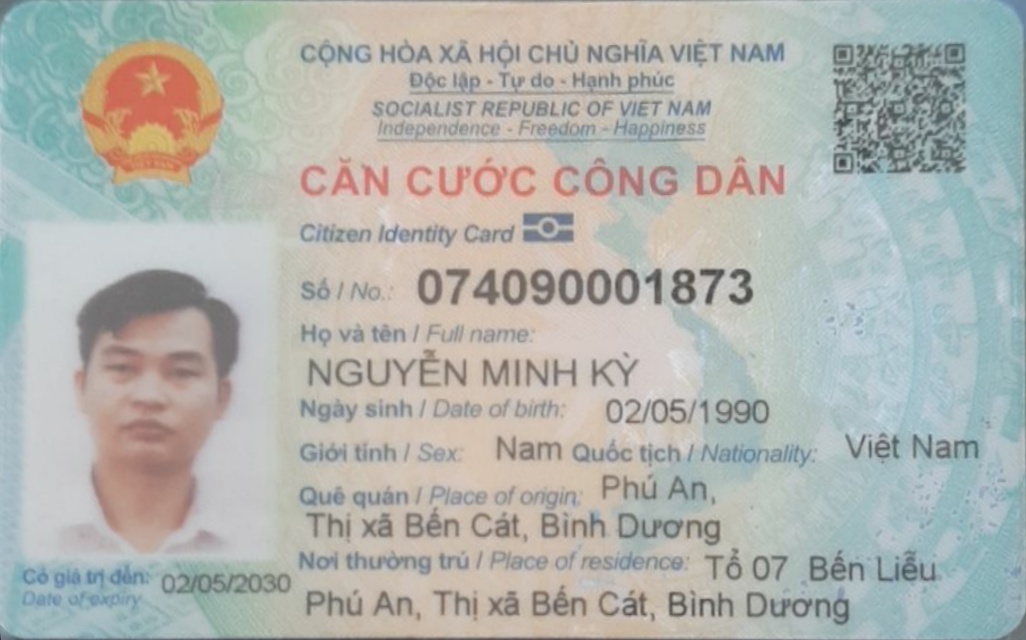 CỘNG HÒA XÃ HỘI CHỦ NGHĨA VIỆT NAM
Độc lập - Tự do - Hạnh phúc
SOCIALIST REPUBLIC OF VIET NAM
Independence - Freedom - Happiness
CĂN CƯỚC CÔNG DÂN
Citizen Identity Card
Số / No.: 074090001873
Họ và tên / Full name:
NGUYỄN MINH KỲ
Ngày sinh / Date of birth: 02/05/1990
Giới tính / Sex: Nam Quốc tịch / Nationality: Việt Nam
Quê quán / Place of origin: Phú An,
Thị xã Bến Cát, Bình Dương
Nơi thường trú / Place of residence: Tổ 07 Bến Liễu
Phú An, Thị xã Bến Cát, Bình Dương
Có giá trị đến: 02/05/2030
Date of expiry